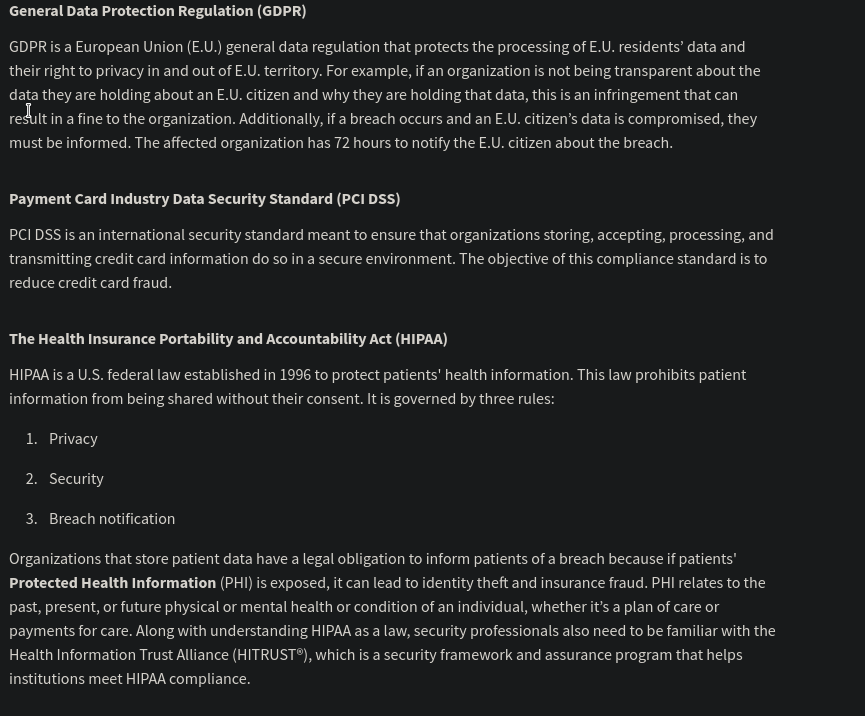 General Data Protection Regulation (GDPR)
GDPR is a European Union (E.U.) general data regulation that protects the processing of E.U. residents’ data and
their right to privacy in and out of E.U. territory. For example, if an organization is not being transparent about the
data they are holding about an E.U. citizen and why they are holding that data, this is an infringement that can
result in a fine to the organization. Additionally, if a breach occurs and an E.U. citizen’s data is compromised, they
must be informed. The affected organization has 72 hours to notify the E.U. citizen about the breach.
Payment Card Industry Data Security Standard (PCI DSS)
PCI DSS is an international security standard meant to ensure that organizations storing, accepting, processing, and
transmitting credit card information do so in a secure environment. The objective of this compliance standard is to
reduce credit card fraud.
The Health Insurance Portability and Accountability Act (HIPAA)
HIPAA is a U.S. federal law established in 1996 to protect patients' health information. This law prohibits patient
information from being shared without their consent. It is governed by three rules:
1. Privacy
2. Security
3. Breach notification
Organizations that store patient data have a legal obligation to inform patients of a breach because if patients'
Protected Health Information (PHI) is exposed, it can lead to identity theft and insurance fraud. PHI relates to the
past, present, or future physical or mental health or condition of an individual, whether it’s a plan of care or
payments for care. Along with understanding HIPAA as a law, security professionals also need to be familiar with the
Health Information Trust Alliance (HITRUST®), which is a security framework and assurance program that helps
institutions meet HIPAA compliance.